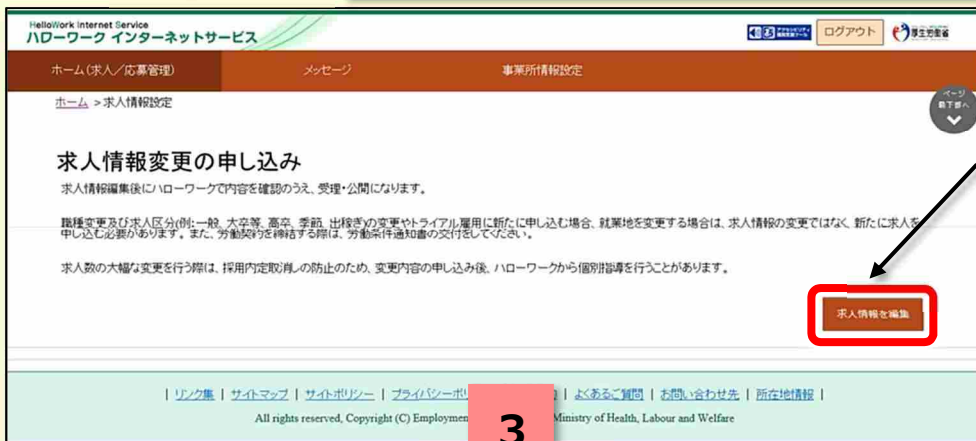 HelloWork Internet Service
ハローワーク インターネットサービス
ログアウト
厚生労働省
ホーム(求人/応募管理)
メッセージ
事業所情報設定
ホーム > 求人情報設定
ページ
最下部へ
求人情報変更の申し込み
求人情報編集後にハローワークで内容を確認のうえ、受理・公開になります。
職種変更及び求人区分(例:一般、大卒等、高卒、季節、出稼ぎ)の変更やトライアル雇用に新たに申し込む場合、就業地を変更する場合は、求人情報の変更ではなく、新たに求人を
申し込む必要があります。また、労働契約を締結する際は、労働条件通知書の交付をしてください。
求人数の大幅な変更を行う際は、採用内定取消しの防止のため、変更内容の申し込み後、ハローワークから個別指導を行うことがあります。
求人情報を編集
| リンク集 | サイトマップ | サイトポリシー | プライバシーポリ | よくあるご質問 | お問い合わせ先 | 所在地情報 |
All rights reserved, Copyright (C) Employmen Ministry of Health, Labour and Welfare
3